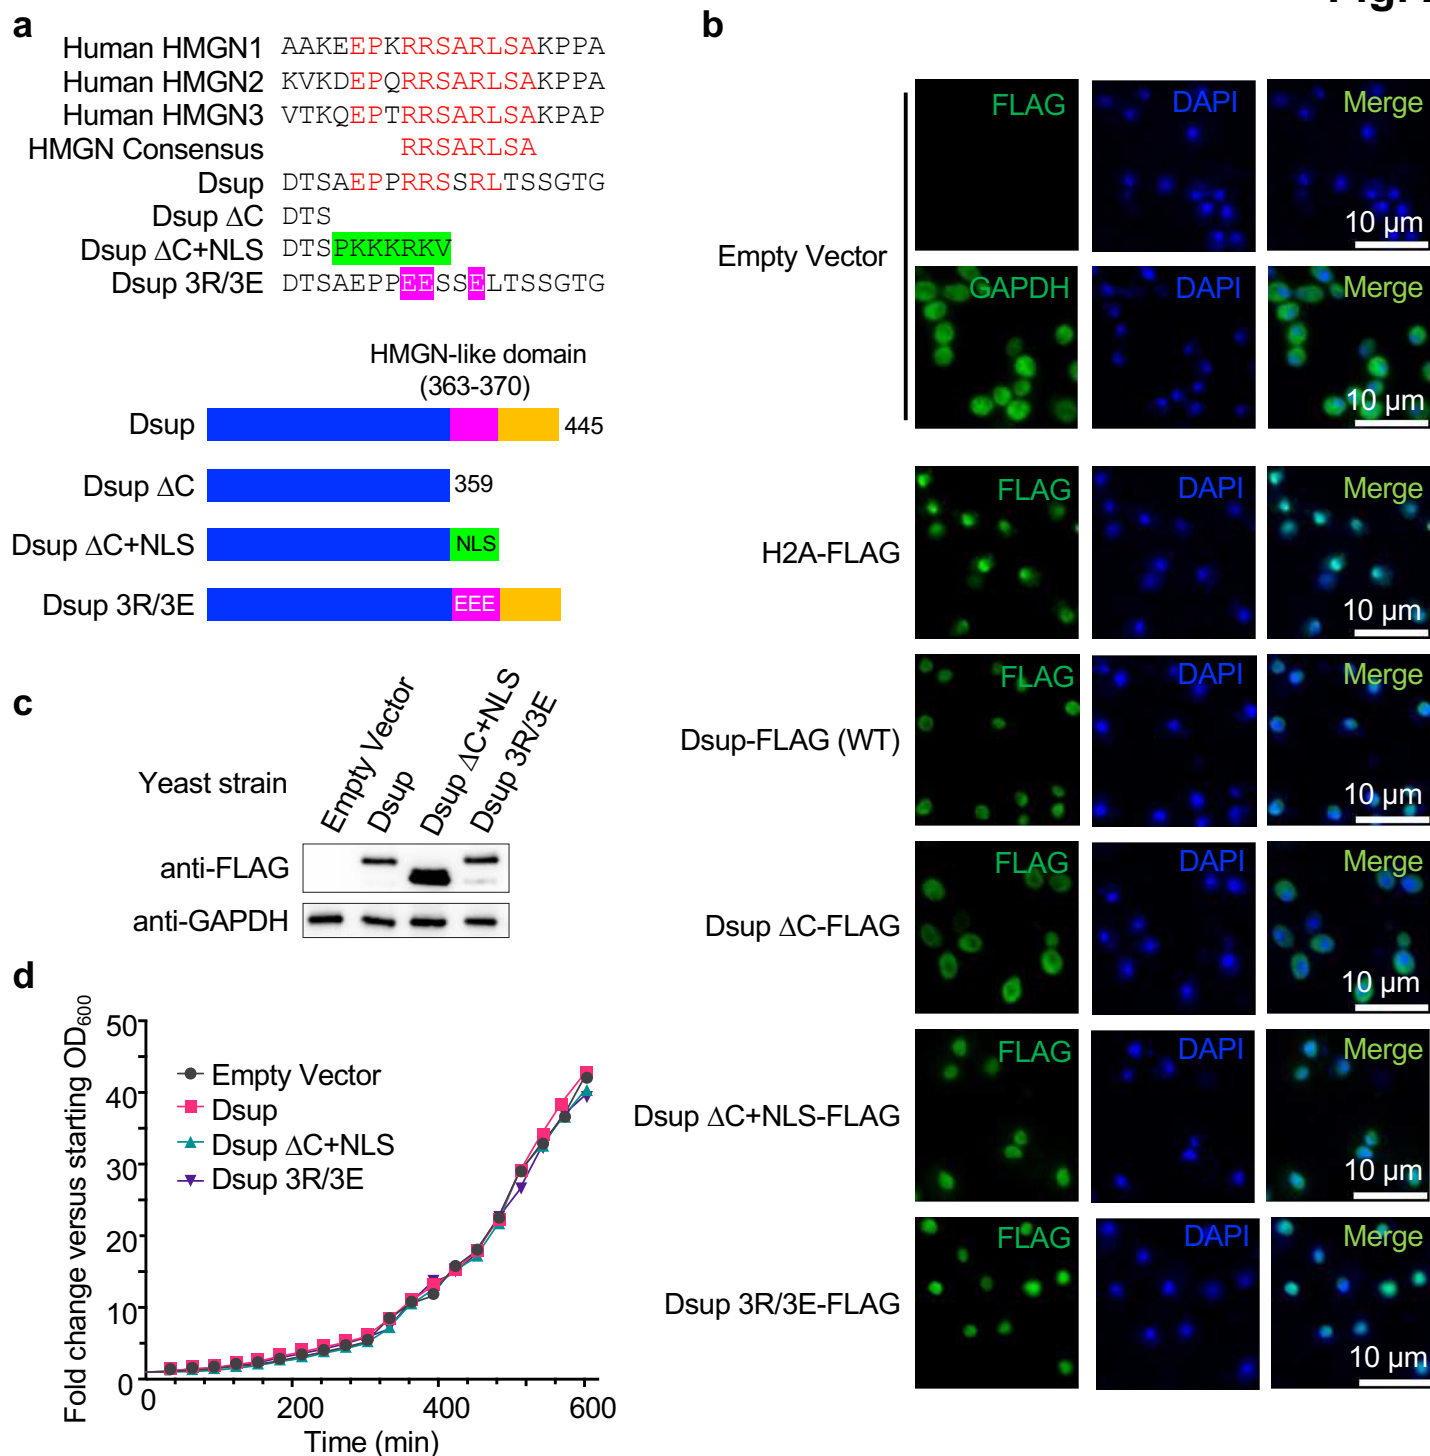 a
Human HMGN1 AAKEEPKRRSARLSAKPPA
Human HMGN2 KVKDEPQRRSARLSAKPPA
Human HMGN3 VTKQEPTRRSARLSAKPAP
HMGN Consensus RRSARLSA
Dsup DTSAEPPRRSSRLTSSGTG
Dsup ΔC DTS
Dsup ΔC+NLS DTSPKKKRKV
Dsup 3R/3E DTSAEPPEESSELTSSGTG
HMGN-like domain
(363-370)
Dsup 445
Dsup ΔC 359
Dsup ΔC+NLS NLS
Dsup 3R/3E EEE
b
Empty Vector
FLAG DAPI Merge
10 µm
GAPDH DAPI Merge
10 µm
H2A-FLAG
FLAG DAPI Merge
10 µm
Dsup-FLAG (WT)
FLAG DAPI Merge
10 µm
Dsup ΔC-FLAG
FLAG DAPI Merge
10 µm
Dsup ΔC+NLS-FLAG
FLAG DAPI Merge
10 µm
Dsup 3R/3E-FLAG
FLAG DAPI Merge
10 µm
c
Yeast strain
Empty Vector
Dsup
Dsup ΔC+NLS
Dsup 3R/3E
anti-FLAG
anti-GAPDH
d
Fold change versus starting OD600
50
40
30
20
10
0
Empty Vector
Dsup
Dsup ΔC+NLS
Dsup 3R/3E
0 200 400 600
Time (min)